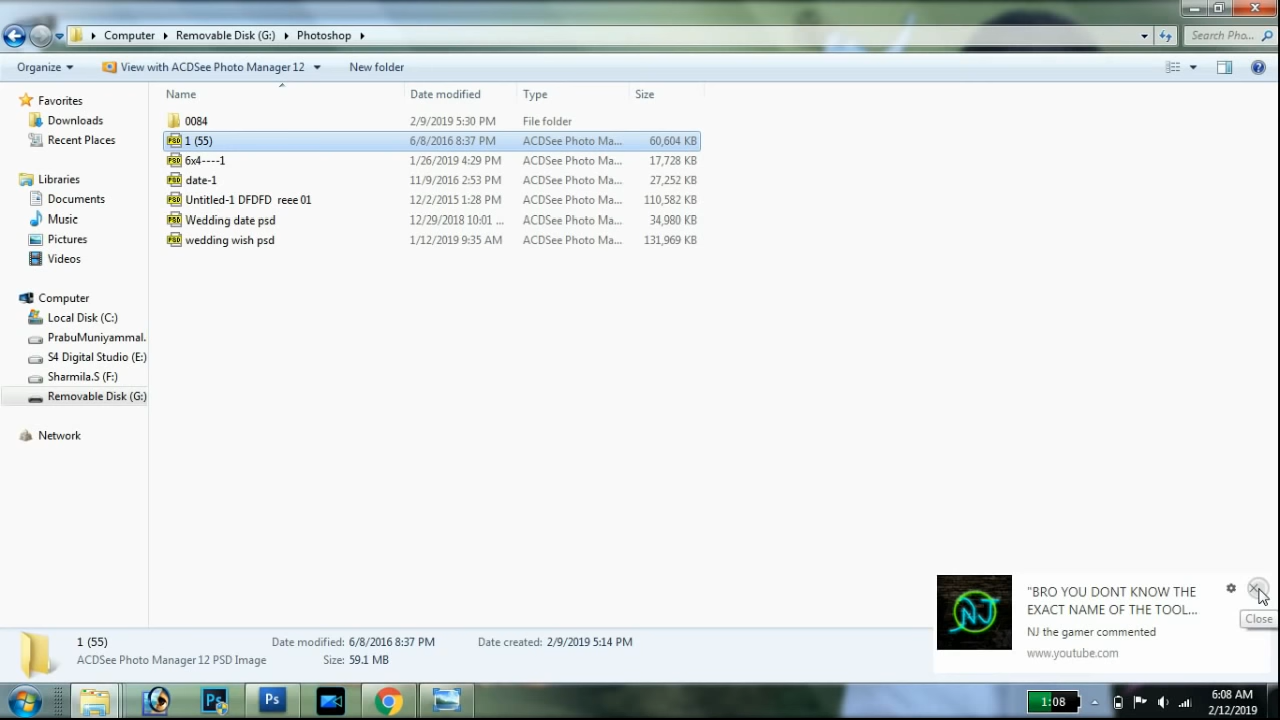 Computer Removable Disk (G:) Photoshop Search Pho...
Organize View with ACDSee Photo Manager 12 New folder
Name Date modified Type Size
Favorites
Downloads
Recent Places
Libraries
Documents
Music
Pictures
Videos
Computer
Local Disk (C:)
PrabuMuniyammal.
S4 Digital Studio (E:)
Sharmila.S (F:)
Removable Disk (G:)
Network
0084 2/9/2019 5:30 PM File folder
PSD 1 (55) 6/8/2016 8:37 PM ACDSee Photo Ma... 60,604 KB
PSD 6x4----1 1/26/2019 4:29 PM ACDSee Photo Ma... 17,728 KB
PSD date-1 11/9/2016 2:53 PM ACDSee Photo Ma... 27,252 KB
PSD Untitled-1 DFDFD reee 01 12/2/2015 1:28 PM ACDSee Photo Ma... 110,582 KB
PSD Wedding date psd 12/29/2018 10:01 ... ACDSee Photo Ma... 34,980 KB
PSD wedding wish psd 1/12/2019 9:35 AM ACDSee Photo Ma... 131,969 KB
NJ
"BRO YOU DONT KNOW THE
EXACT NAME OF THE TOOL...
NJ the gamer commented
www.youtube.com
Close
1 (55) Date modified: 6/8/2016 8:37 PM Date created: 2/9/2019 5:14 PM
ACDSee Photo Manager 12 PSD Image Size: 59.1 MB
Ps Ps 1:08 6:08 AM
2/12/2019